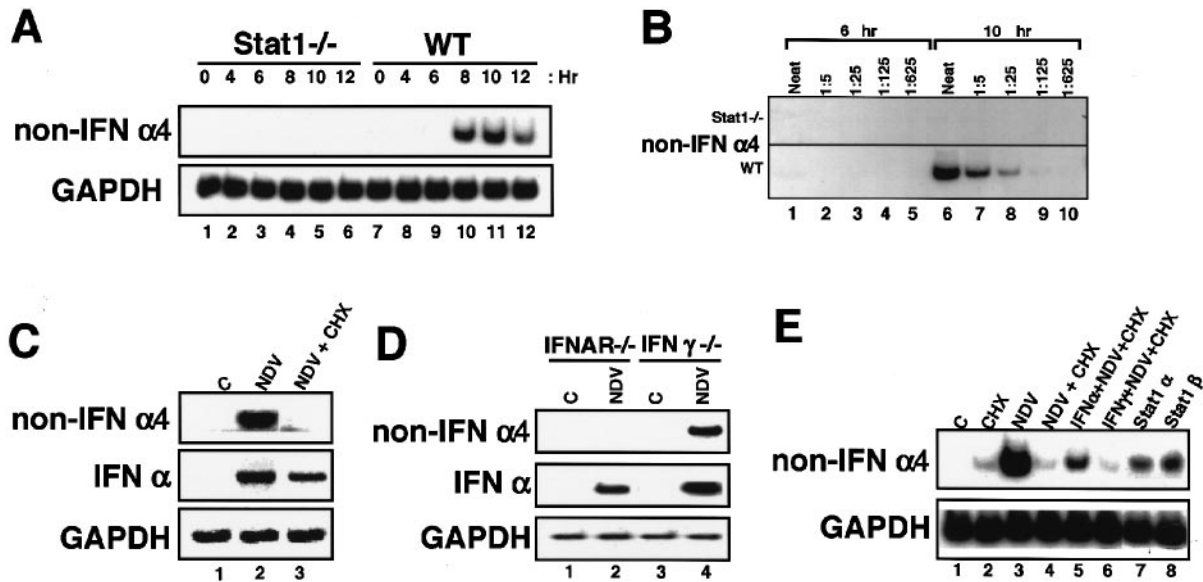 A
Stat1-/- WT
0 4 6 8 10 12 0 4 6 8 10 12 : Hr
non-IFN α4
GAPDH
1 2 3 4 5 6 7 8 9 10 11 12
B
6 hr 10 hr
Neat 1:5 1:25 1:125 1:625 Neat 1:5 1:25 1:125 1:625
Stat1-/-
non-IFN α4
WT
1 2 3 4 5 6 7 8 9 10
C
C NDV NDV + CHX
non-IFN α4
IFN α
GAPDH
1 2 3
D
IFNAR-/- IFN γ-/-
C NDV C NDV
non-IFN α4
IFN α
GAPDH
1 2 3 4
E
C CHX NDV NDV + CHX IFNα+NDV+CHX IFNγ+NDV+CHX Stat1 α Stat1 β
non-IFN α4
GAPDH
1 2 3 4 5 6 7 8